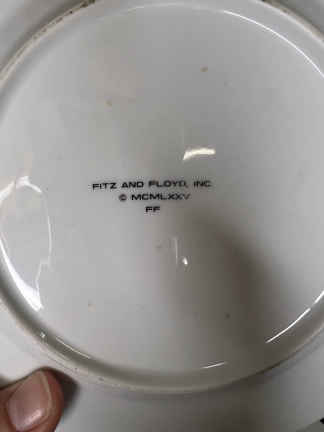 FITZ AND FLOYD, INC.
© MCMLXXV
FF